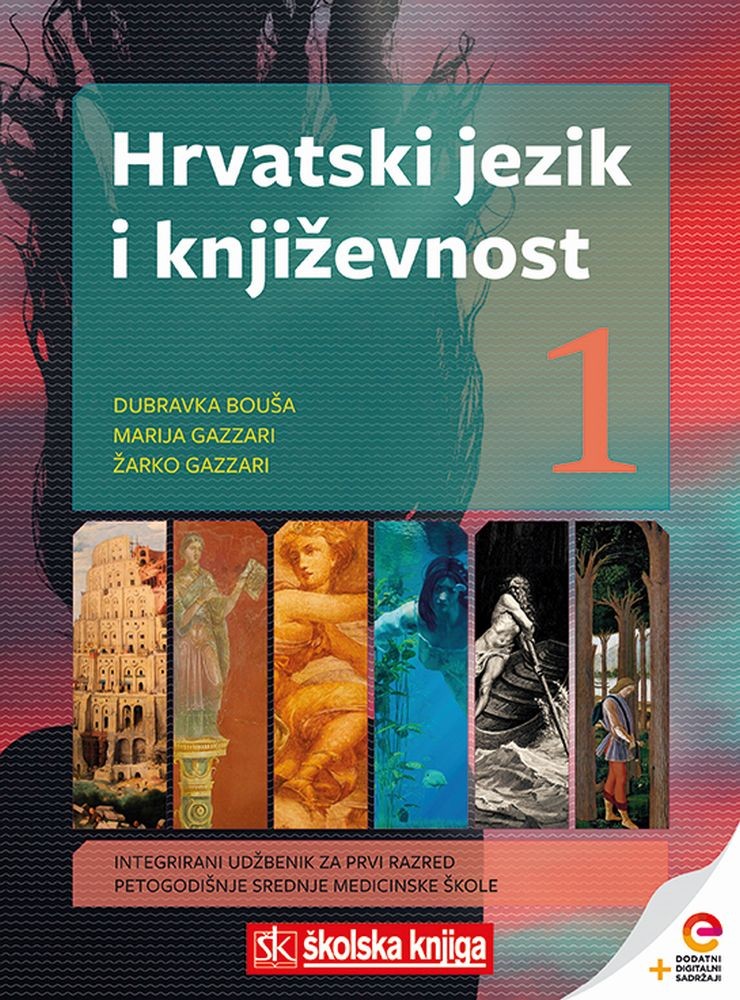 Hrvatski jezik
i književnost
1
DUBRAVKA BOUŠA
MARIJA GAZZARI
ŽARKO GAZZARI
INTEGRIRANI UDŽBENIK ZA PRVI RAZRED
PETOGODIŠNJE SREDNJE MEDICINSKE ŠKOLE
šk školska knjiga
e
+ DODATNI
DIGITALNI
SADRŽAJI